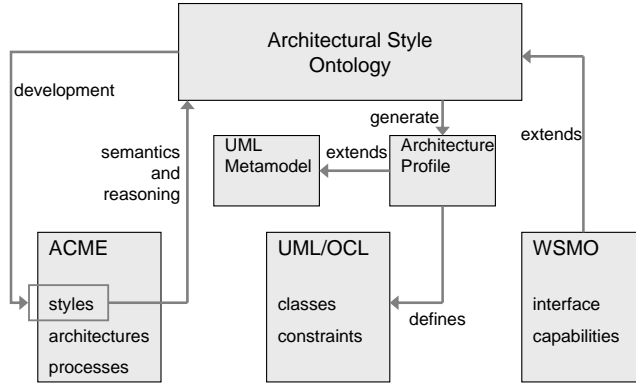 Architectural Style
Ontology
development
generate
extends
semantics
and
reasoning
UML
Metamodel
extends
Architecture
Profile
ACME
styles
architectures
processes
UML/OCL
classes
constraints
defines
WSMO
interface
capabilities